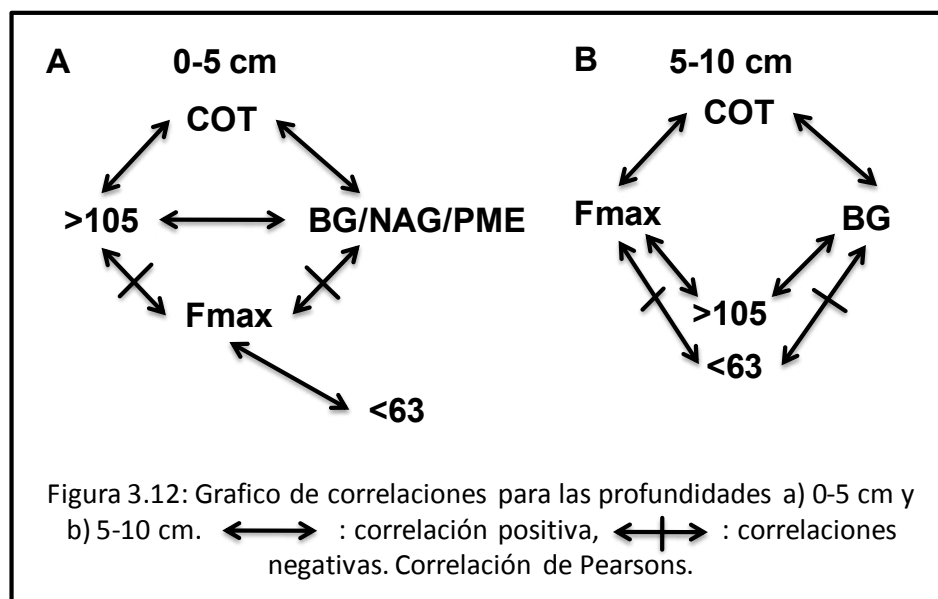 A 0-5 cm
COT
>105 BG/NAG/PME
Fmax
<63
B 5-10 cm
COT
Fmax BG
>105
<63
Figura 3.12: Grafico de correlaciones para las profundidades a) 0-5 cm y
b) 5-10 cm. : correlación positiva, : correlaciones
negativas. Correlación de Pearsons.